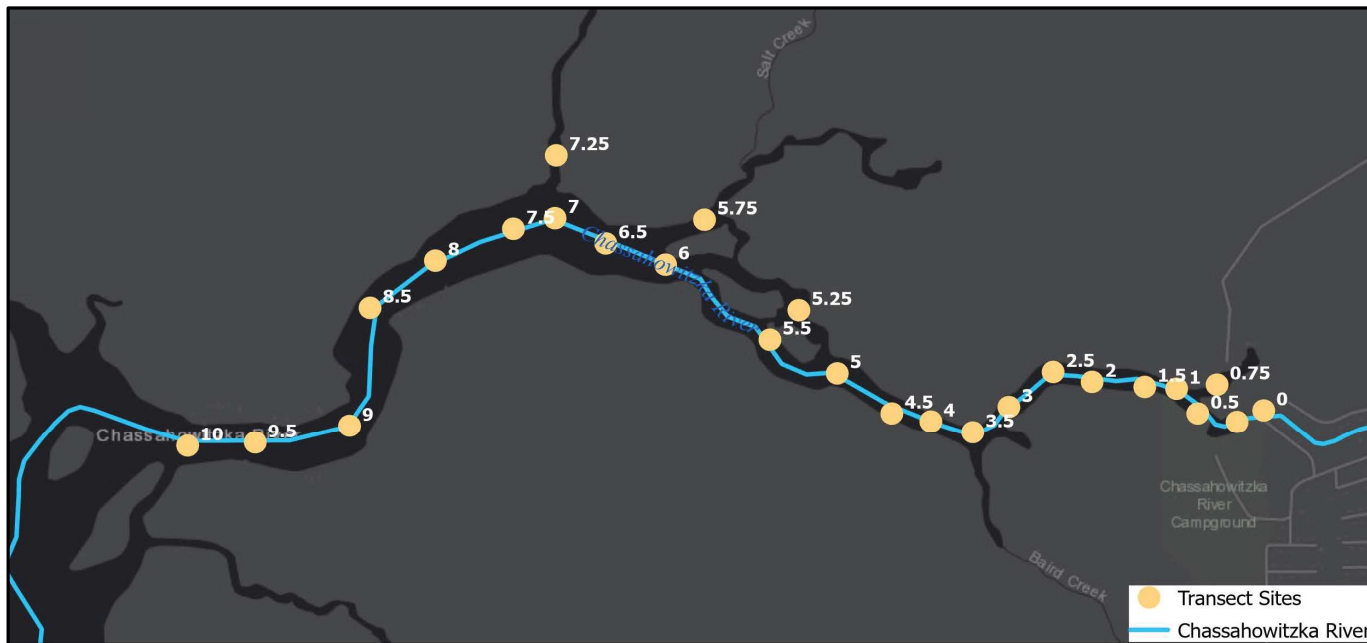 Salt Creek
7.25
5.75
7
7.5
6.5
Chassahowitzka River
6
8
5.25
8.5
5.5
5
2.5
2
1.5
1
0.75
0
3
0.5
4.5
4
3.5
9
Chassahowitzka River
10
9.5
Chassahowitzka
River
Campground
Baird Creek
Transect Sites
Chassahowitzka River